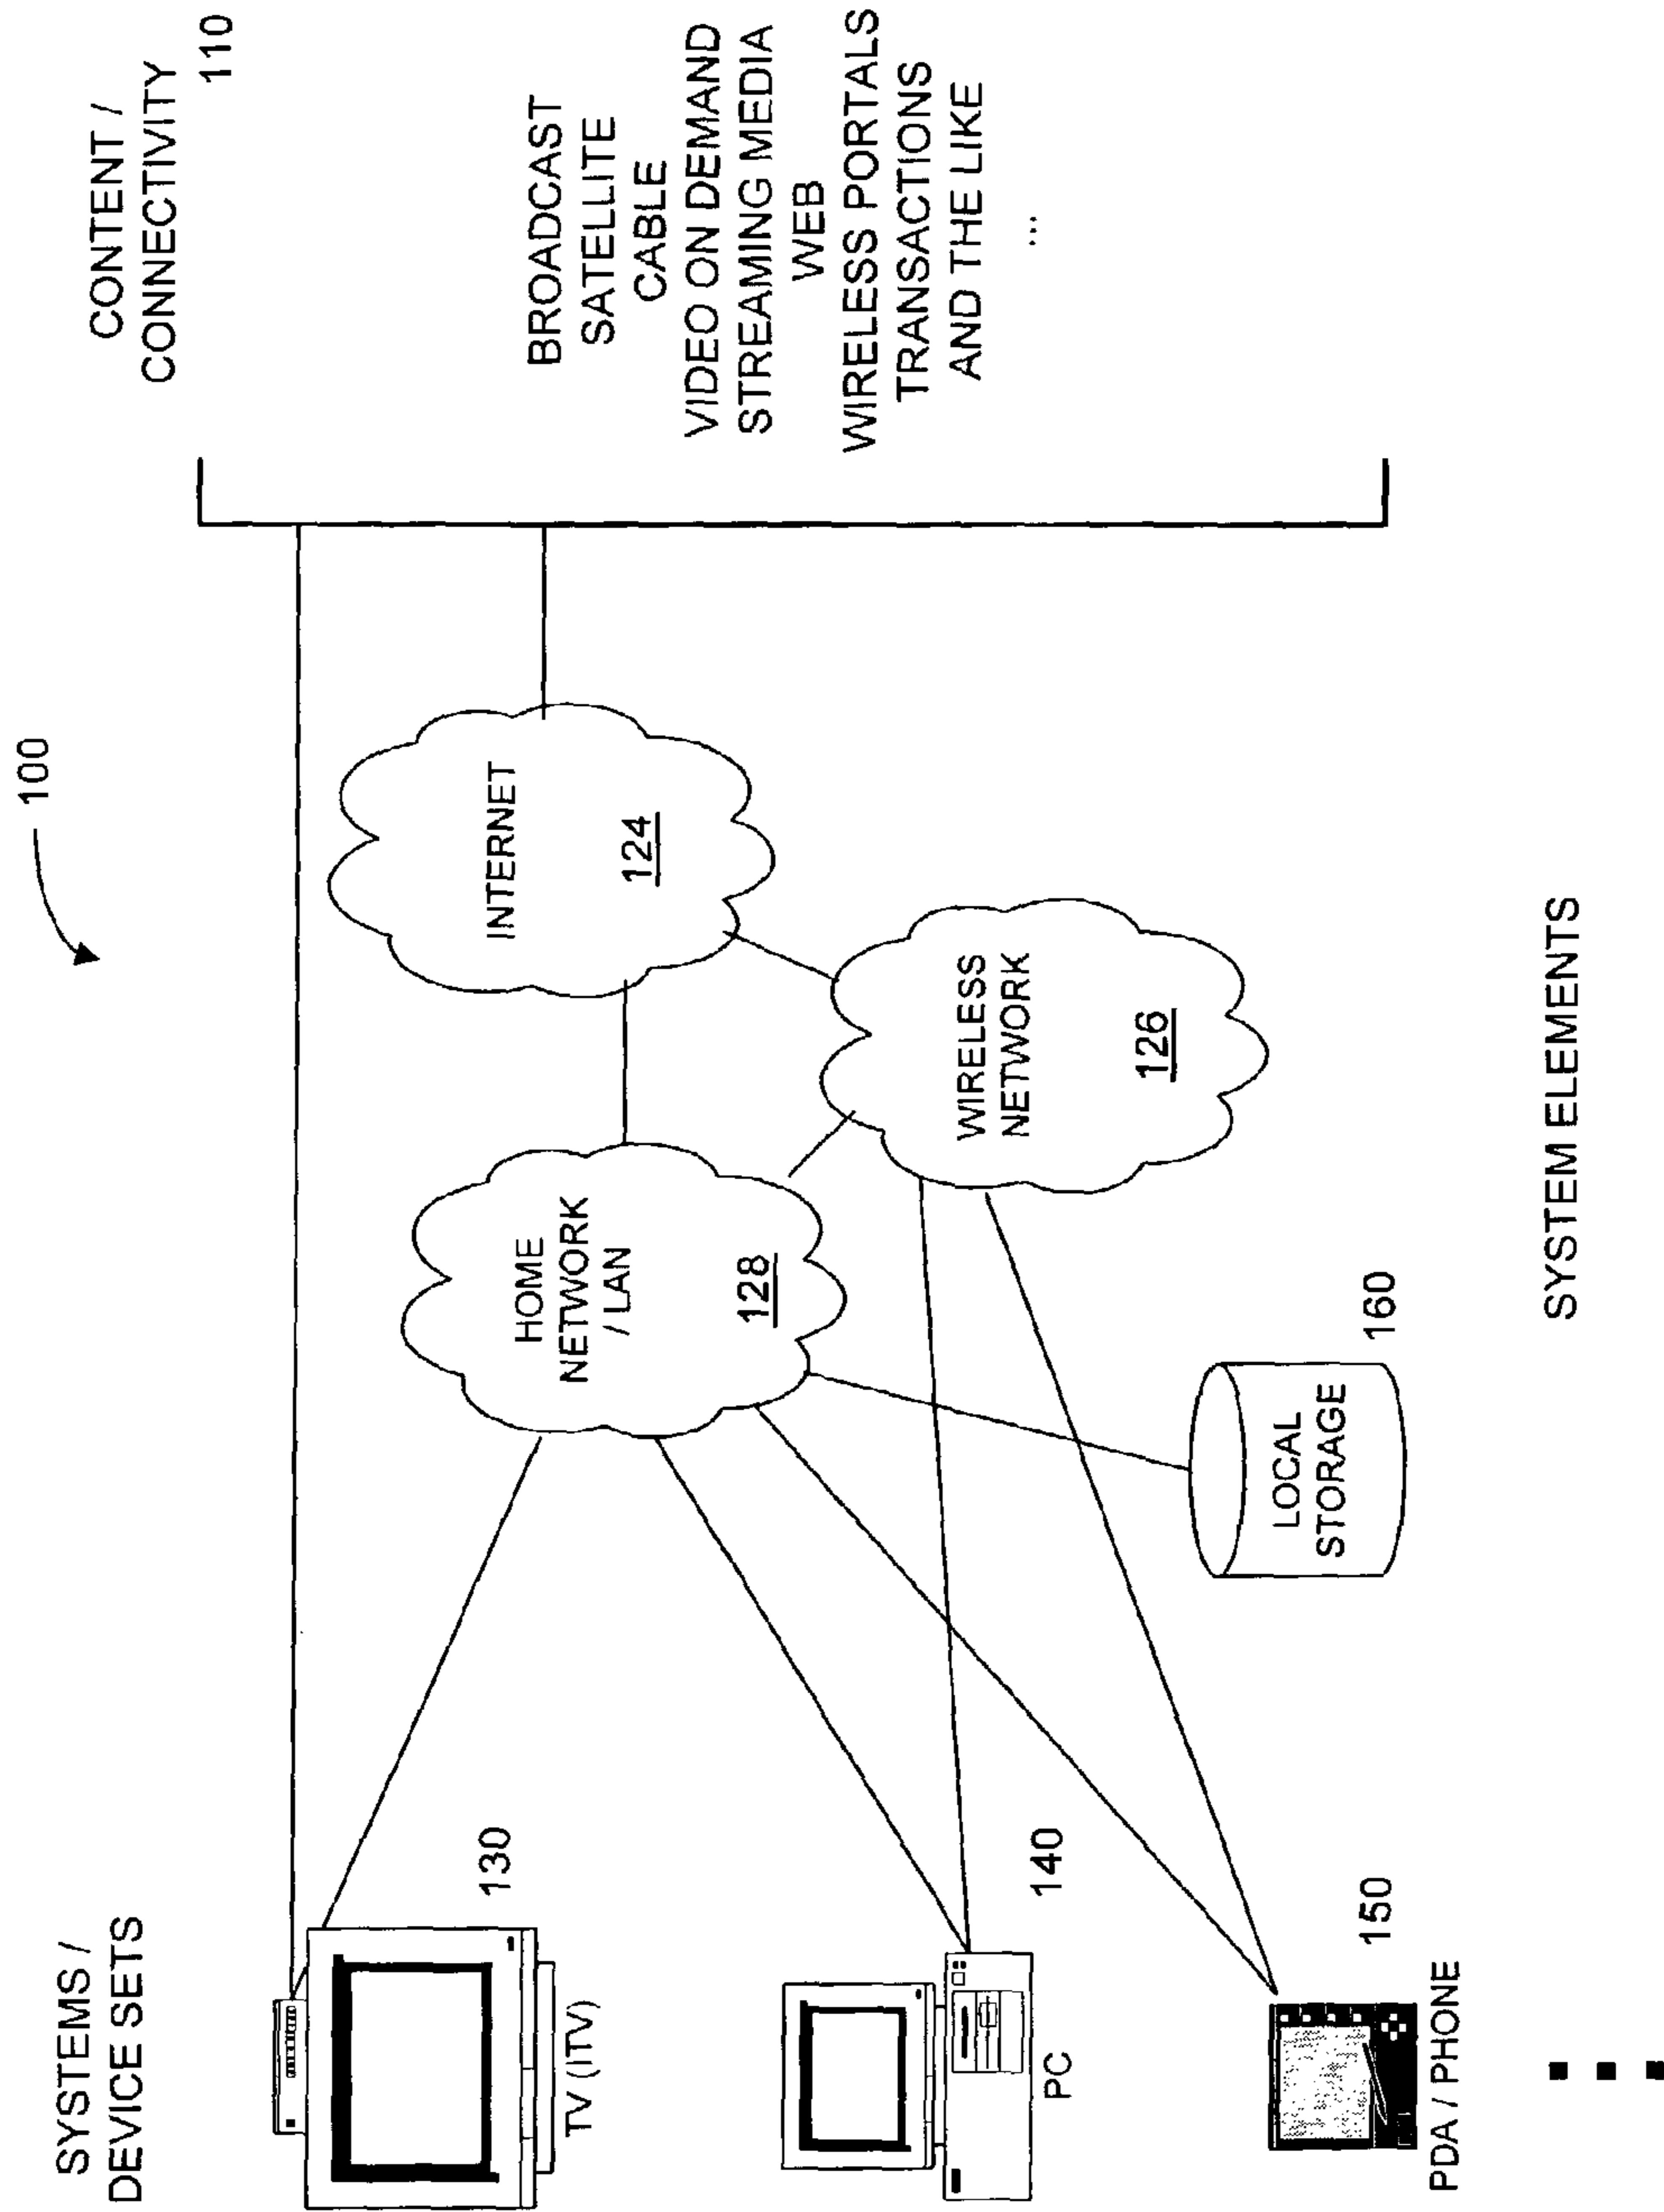 100
SYSTEMS /
DEVICE SETS
CONTENT /
CONNECTIVITY
110
TV (ITV)
130
PC
140
PDA / PHONE
150
HOME
NETWORK
/ LAN
128
INTERNET
124
WIRELESS
NETWORK
126
LOCAL
STORAGE
160
BROADCAST
SATELLITE
CABLE
VIDEO ON DEMAND
STREAMING MEDIA
WEB
WIRELESS PORTALS
TRANSACTIONS
AND THE LIKE
...
SYSTEM ELEMENTS